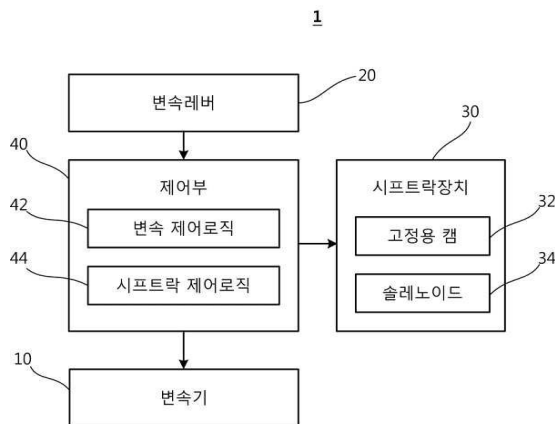 1
변속레버
20
40
제어부
42
변속 제어로직
44
시프트락 제어로직
30
시프트락장치
고정용 캠
32
솔레노이드
34
10
변속기